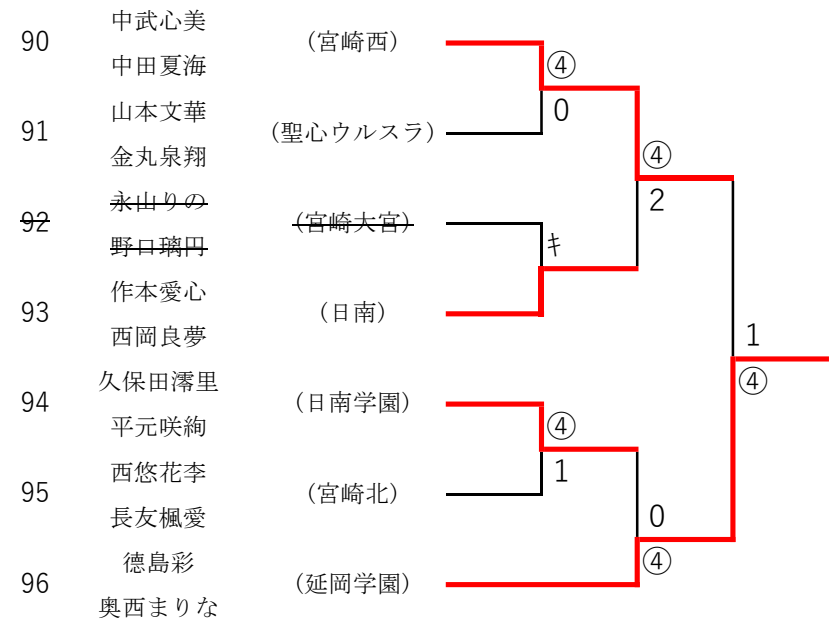 中武心美
90 (宮崎西)
中田夏海
④
山本文華
0
91 (聖心ウルスラ)
金丸泉翔
④
永山りの
2
92 (宮崎大宮)
野口璃円
キ
作本愛心
93 (日南)
西岡良夢
1
久保田澪里
④
94 (日南学園)
平元咲絢
④
西悠花李
1
95 (宮崎北)
長友楓愛
0
德島彩
④
96 (延岡学園)
奥西まりな